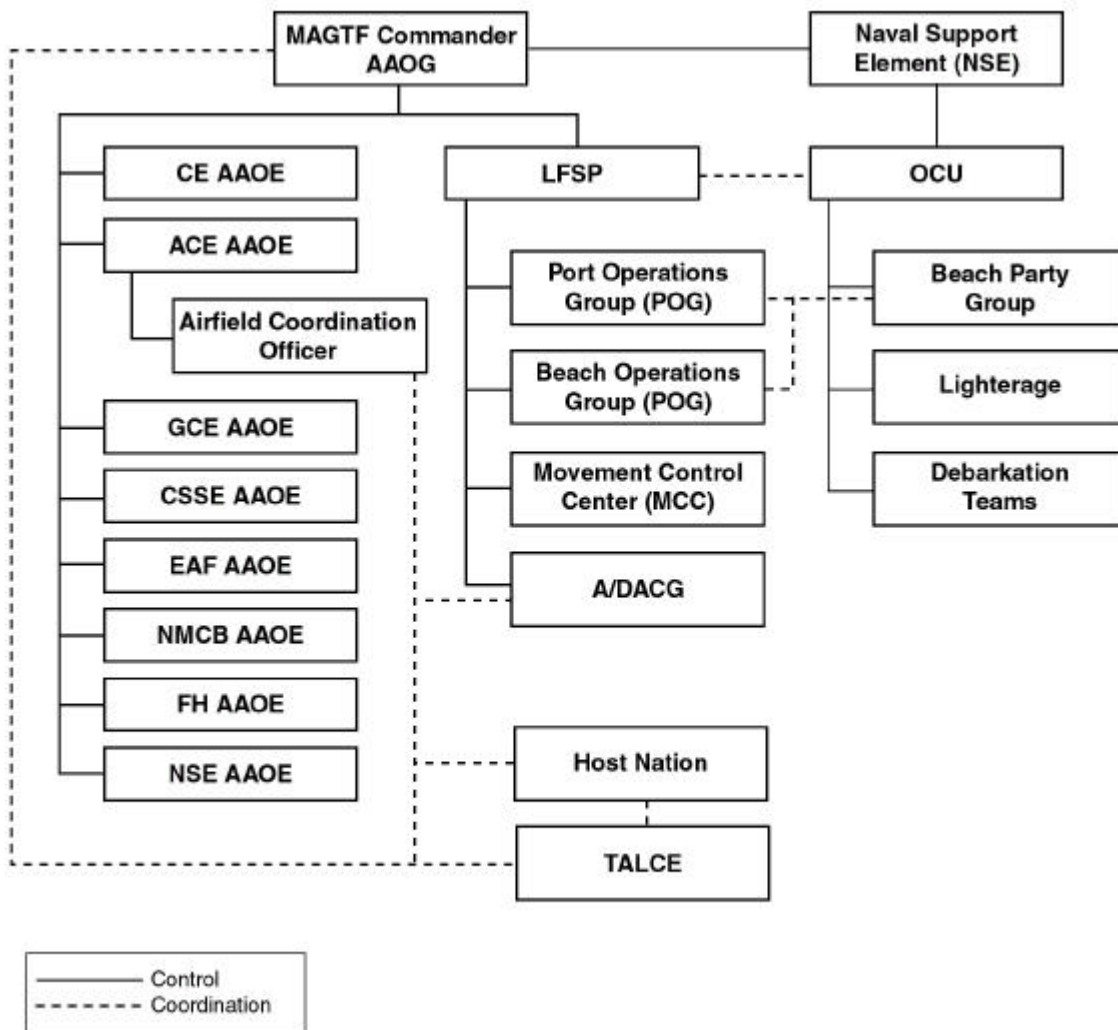 MAGTF Commander
AAOG
Naval Support
Element (NSE)
CE AAOE
LFSP
OCU
ACE AAOE
Port Operations
Group (POG)
Beach Party
Group
Airfield Coordination
Officer
Beach Operations
Group (POG)
Lighterage
GCE AAOE
CSSE AAOE
Movement Control
Center (MCC)
Debarkation
Teams
EAF AAOE
A/DACG
NMCB AAOE
FH AAOE
NSE AAOE
Host Nation
TALCE
Control
Coordination